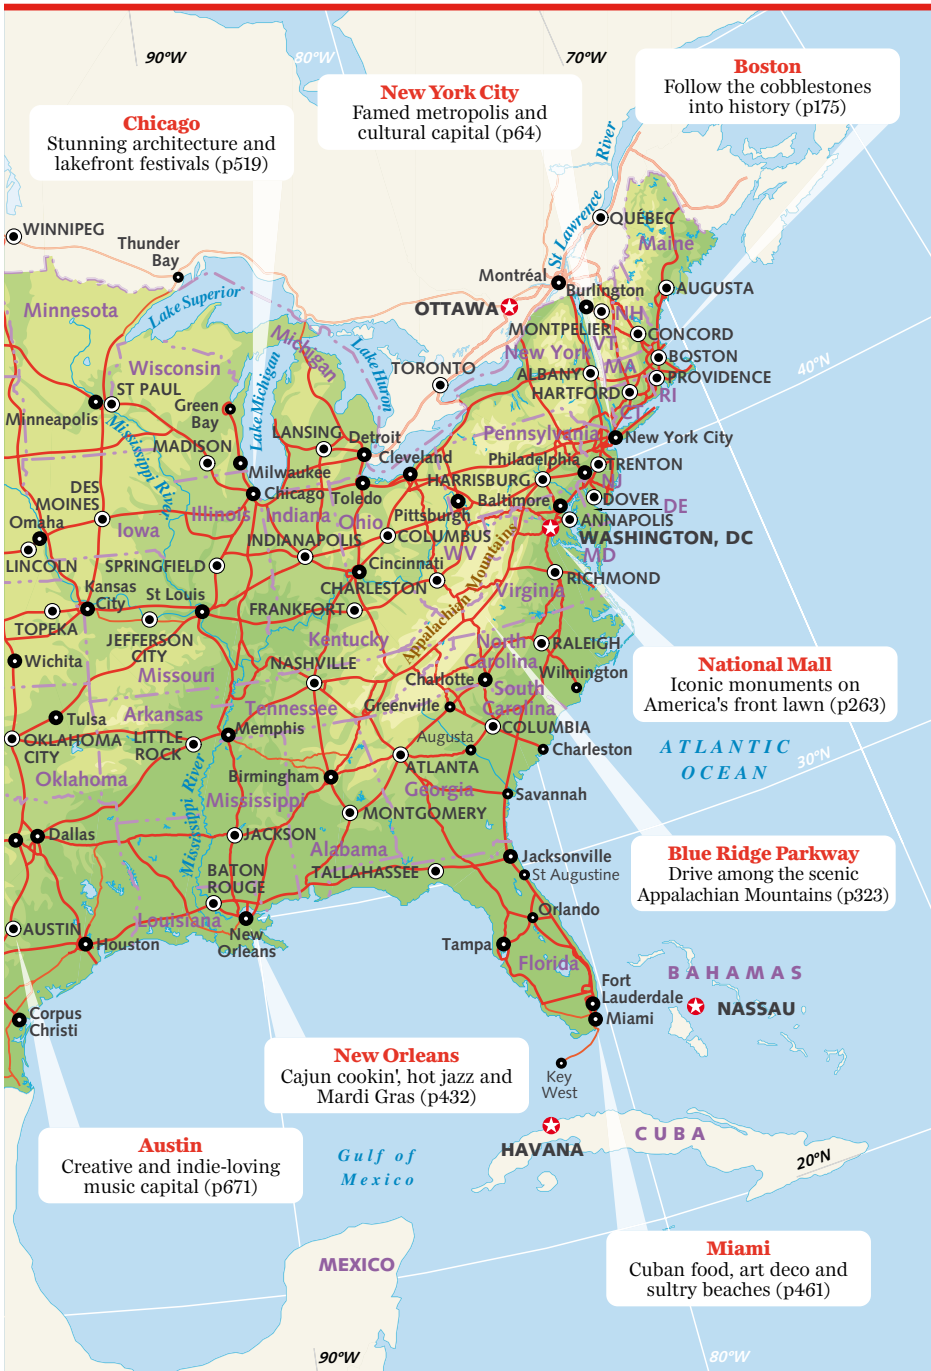 90ºW
80ºW
70ºW
Boston
Follow the cobblestones
into history (p175)
New York City
Famed metropolis and
cultural capital (p64)
Chicago
Stunning architecture and
lakefront festivals (p519)
St Lawrence River
WINNIPEG
Thunder
Bay
QUÉBEC
Maine
Montréal
Minnesota
Lake Superior
Burlington
AUGUSTA
OTTAWA
NH
MONTPELIER
VT
CONCORD
Michigan
Lake Huron
Lake Michigan
New York
BOSTON
Wisconsin
TORONTO
ALBANY
MA
PROVIDENCE
40ºN
ST PAUL
HARTFORD
RI
Minneapolis
Green
Bay
CT
Mississippi River
LANSING
Detroit
Pennsylvania
New York City
MADISON
Cleveland
Philadelphia
TRENTON
Milwaukee
HARRISBURG
NJ
DES
MOINES
Chicago
Toledo
Baltimore
DOVER
DE
Omaha
Iowa
Illinois
Indiana
Ohio
Pittsburgh
ANNAPOLIS
INDIANAPOLIS
COLUMBUS
WASHINGTON, DC
WV
MD
LINCOLN
SPRINGFIELD
Cincinnati
RICHMOND
Kansas
City
St Louis
CHARLESTON
Virginia
FRANKFORT
Appalachian Mountains
TOPEKA
JEFFERSON
CITY
Kentucky
North
Carolina
RALEIGH
Wichita
NASHVILLE
National Mall
Iconic monuments on
America's front lawn (p263)
Missouri
Charlotte
Wilmington
South
Carolina
Tulsa
Arkansas
Tennessee
Greenville
COLUMBIA
OKLAHOMA
CITY
LITTLE
ROCK
Memphis
Augusta
Charleston
ATLANTIC
OCEAN
30ºN
Oklahoma
Birmingham
ATLANTA
Mississippi River
Mississippi
Georgia
Savannah
MONTGOMERY
Dallas
JACKSON
Alabama
Jacksonville
Blue Ridge Parkway
Drive among the scenic
Appalachian Mountains (p323)
BATON
ROUGE
TALLAHASSEE
St Augustine
Louisiana
Orlando
AUSTIN
Houston
New
Orleans
Tampa
Florida
BAHAMAS
Fort
Lauderdale
NASSAU
Corpus
Christi
Miami
New Orleans
Cajun cookin', hot jazz and
Mardi Gras (p432)
Key
West
Austin
Creative and indie-loving
music capital (p671)
HAVANA
CUBA
Gulf of
Mexico
20ºN
Miami
Cuban food, art deco and
sultry beaches (p461)
MEXICO
90ºW
80ºW